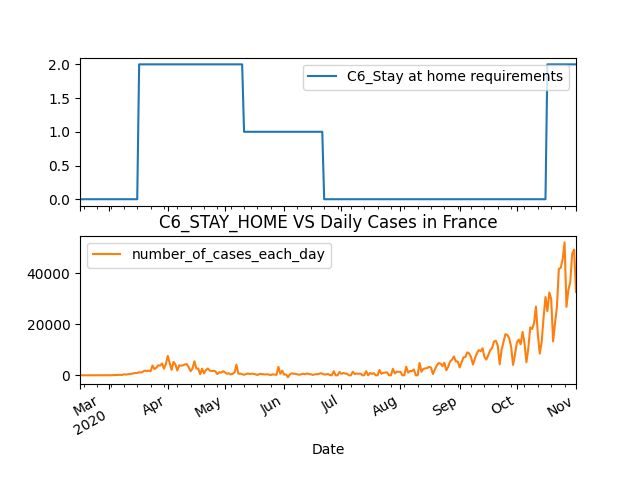 2.0
1.5
1.0
0.5
0.0
C6_Stay at home requirements
C6_STAY_HOME VS Daily Cases in France
40000
20000
0
number_of_cases_each_day
Mar
2020
Apr
May
Jun
Jul
Aug
Sep
Oct
Nov
Date